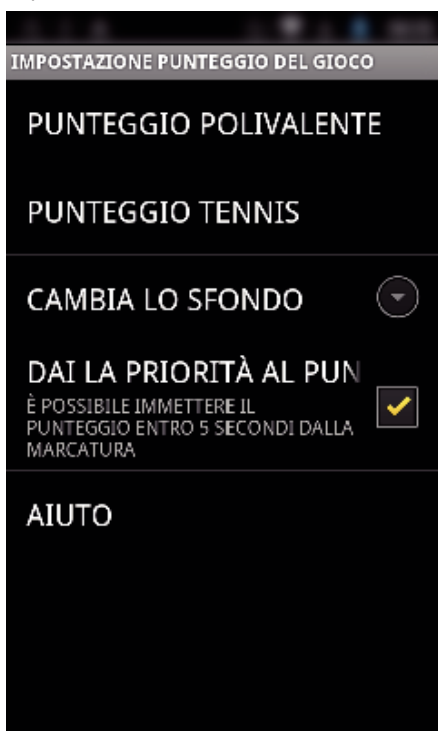 IMPOSTAZIONE PUNTEGGIO DEL GIOCO
PUNTEGGIO POLIVALENTE
PUNTEGGIO TENNIS
CAMBIA LO SFONDO
DAI LA PRIORITÀ AL PUN
È POSSIBILE IMMETTERE IL
PUNTEGGIO ENTRO 5 SECONDI DALLA
MARCATURA
AIUTO